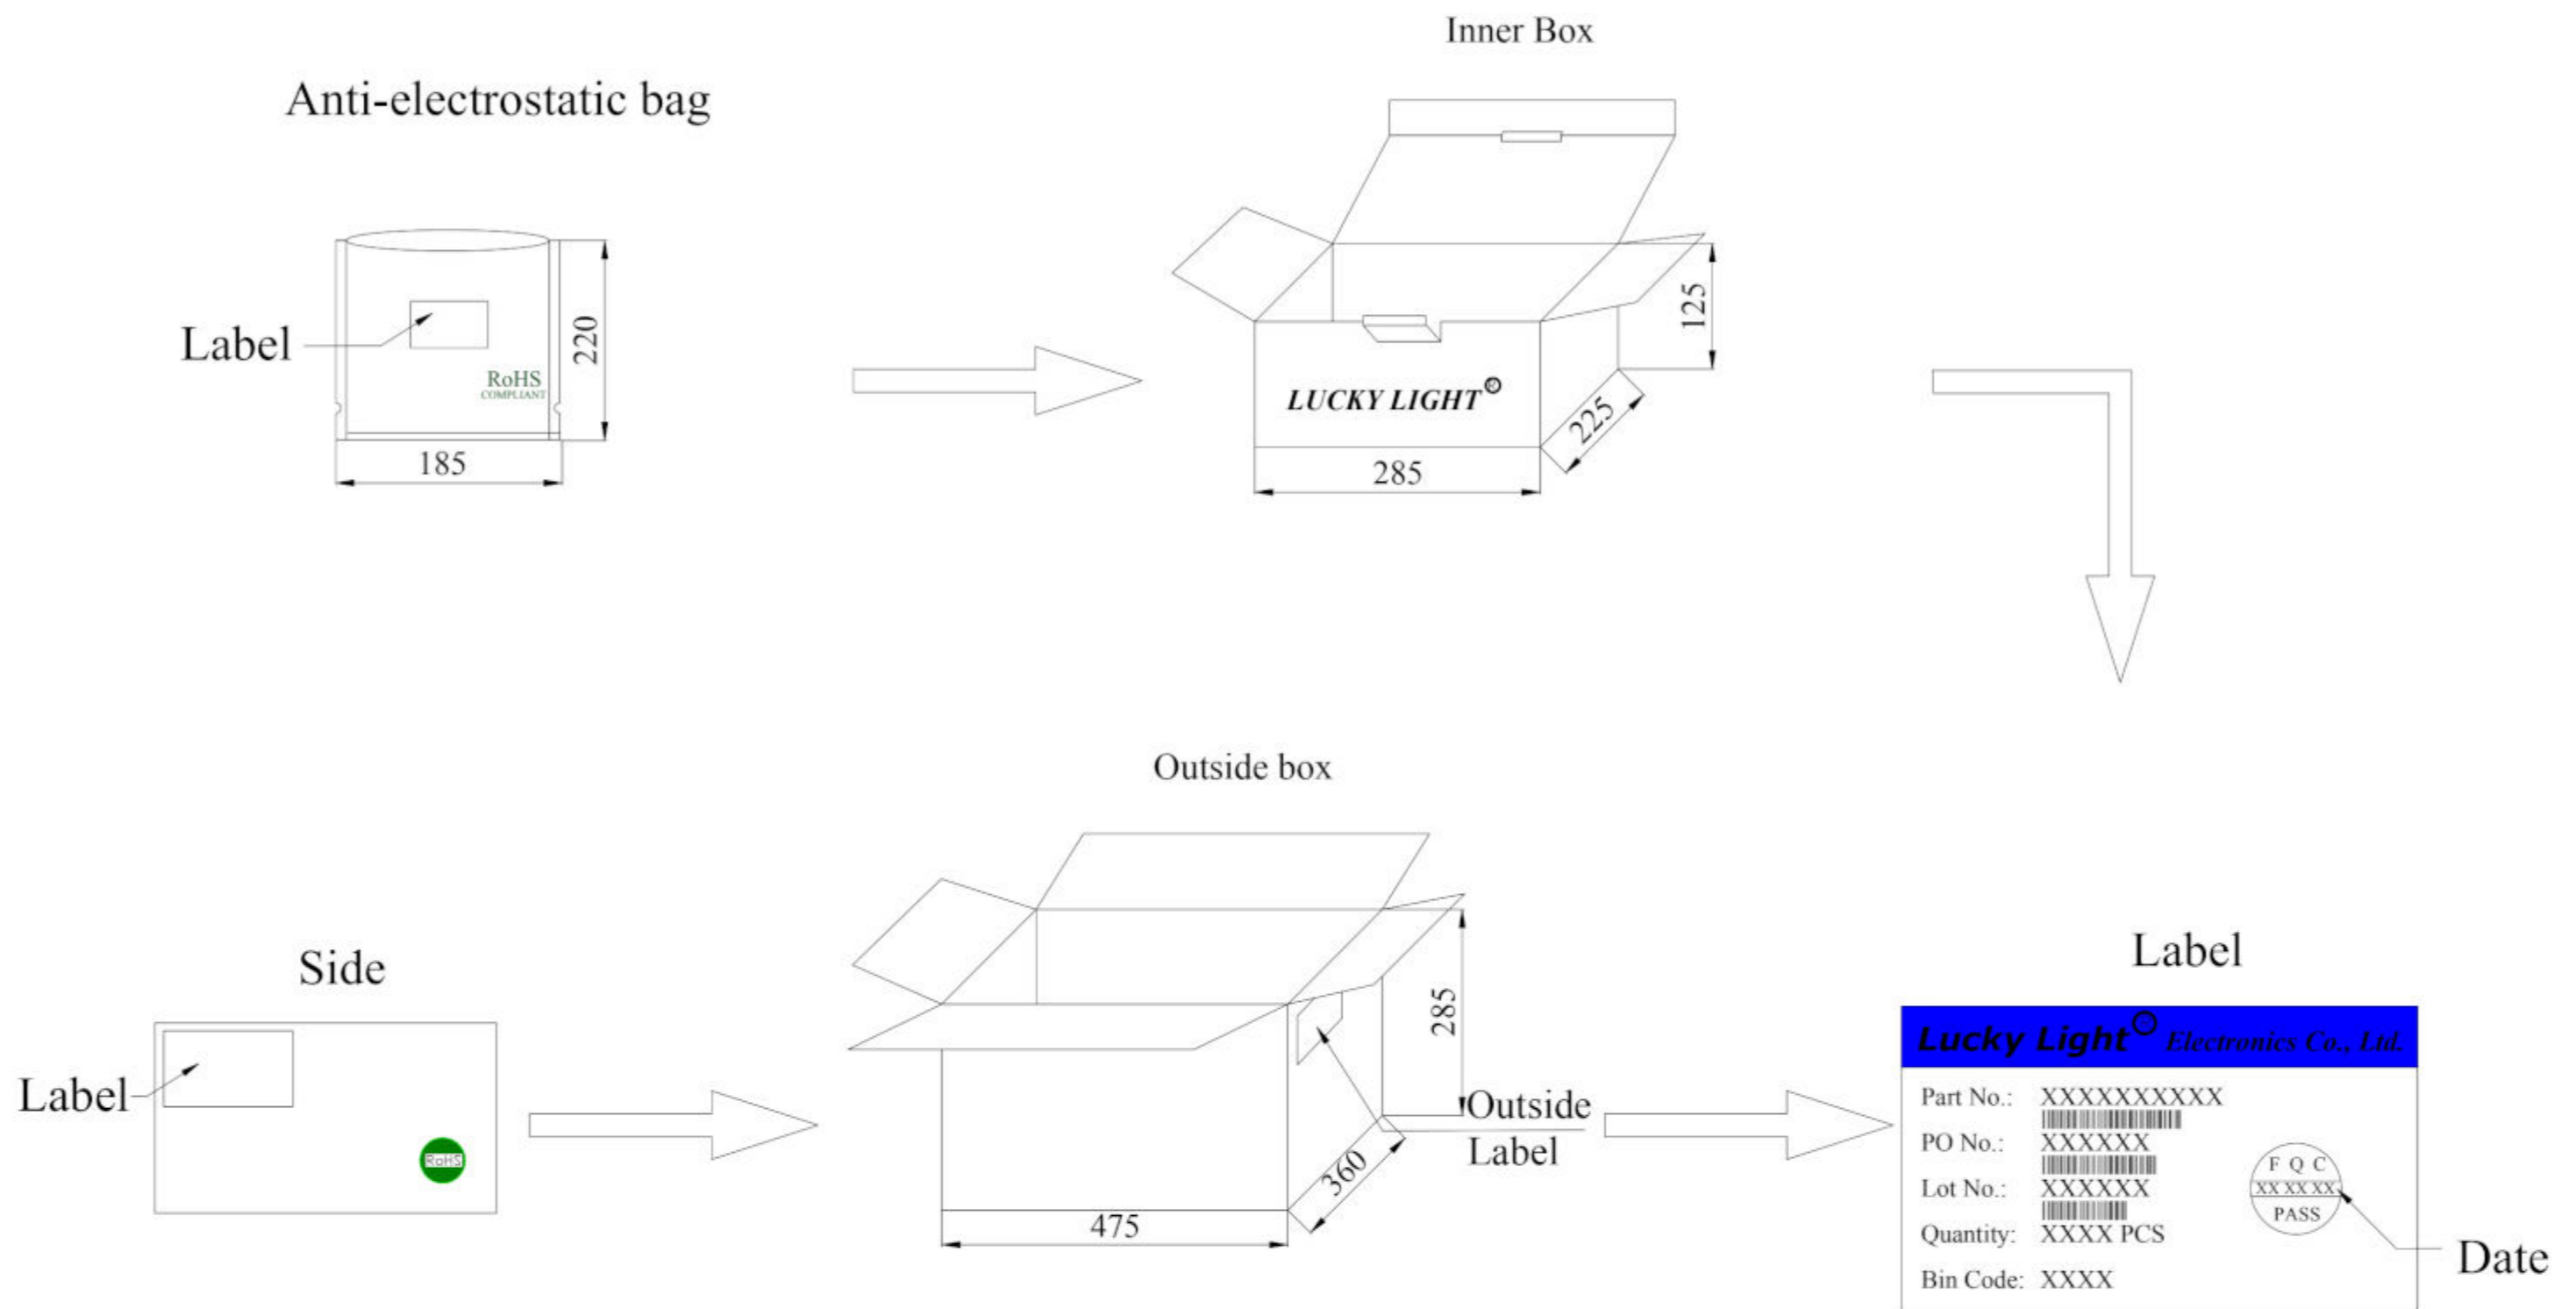 Inner Box
Anti-electrostatic bag
Label
RoHS
COMPLIANT
220
185
LUCKY LIGHT®
125
225
285
Outside box
Side
Label
RoHS
285
Outside
Label
360
475
Label
Lucky Light® Electronics Co., Ltd.
Part No.: XXXXXXXXXX
PO No.: XXXXXX
Lot No.: XXXXXX
Quantity: XXXX PCS
Bin Code: XXXX
F Q C
XX XX XX
PASS
Date